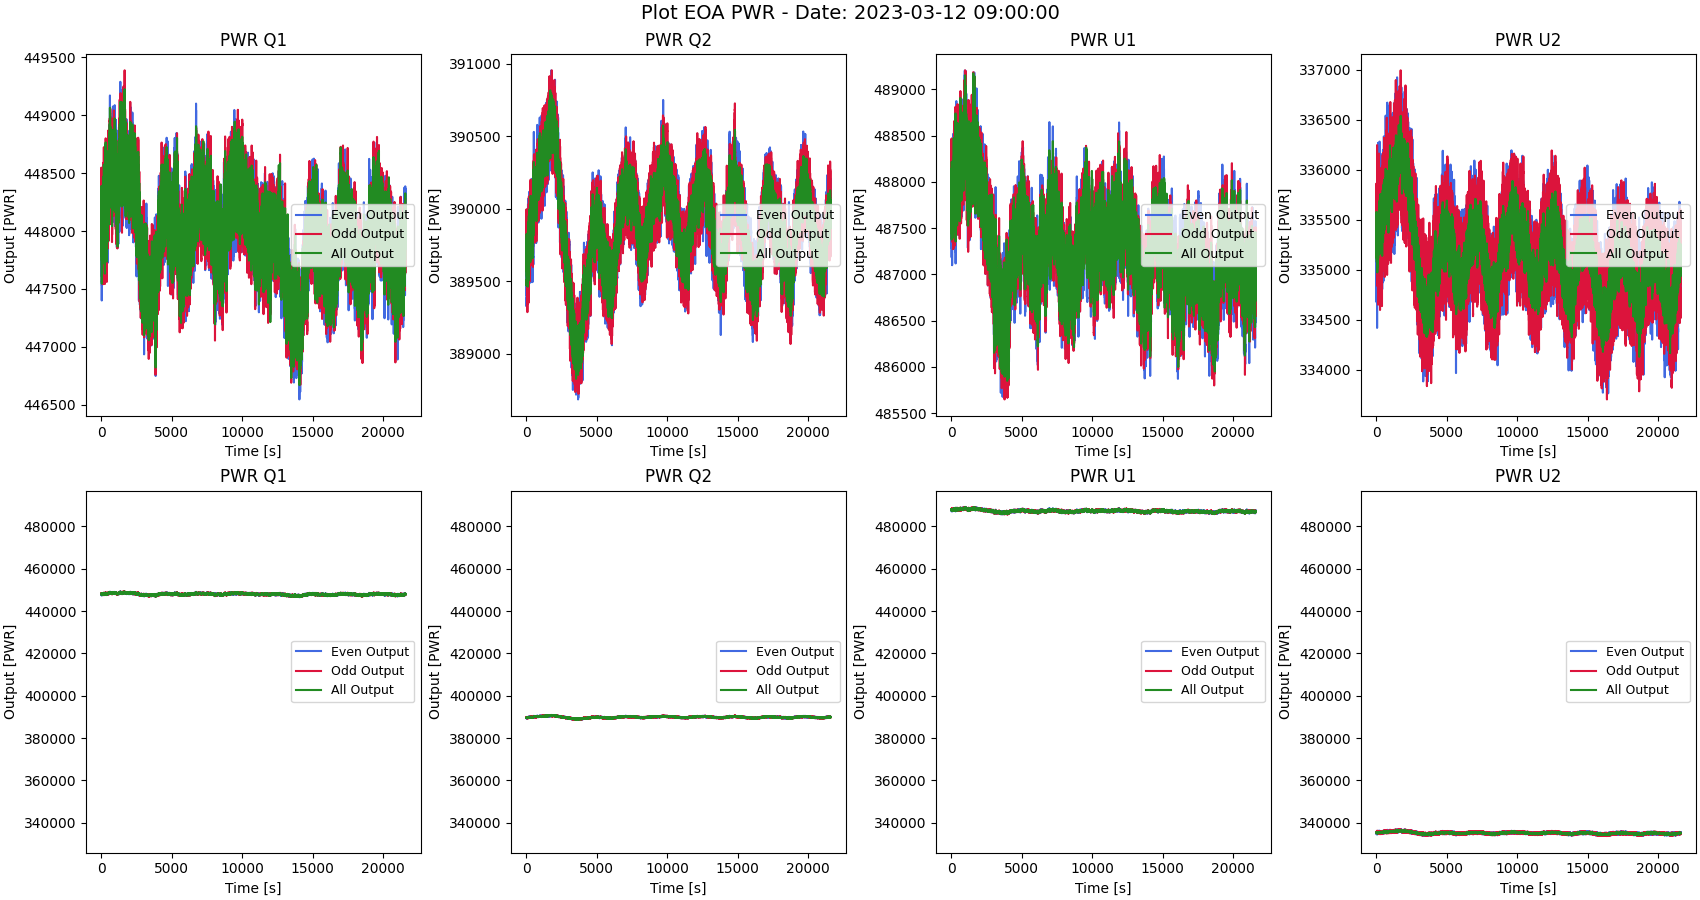 Plot EOA PWR - Date: 2023-03-12 09:00:00
PWR Q1
449500
449000
448500
448000
447500
447000
446500
Output [PWR]
0 5000 10000 15000 20000
Time [s]
Even Output
Odd Output
All Output
PWR Q2
391000
390500
390000
389500
389000
Output [PWR]
0 5000 10000 15000 20000
Time [s]
Even Output
Odd Output
All Output
PWR U1
489000
488500
488000
487500
487000
486500
486000
485500
Output [PWR]
0 5000 10000 15000 20000
Time [s]
Even Output
Odd Output
All Output
PWR U2
337000
336500
336000
335500
335000
334500
334000
Output [PWR]
0 5000 10000 15000 20000
Time [s]
Even Output
Odd Output
All Output
PWR Q1
480000
460000
440000
420000
400000
380000
360000
340000
Output [PWR]
0 5000 10000 15000 20000
Time [s]
Even Output
Odd Output
All Output
PWR Q2
480000
460000
440000
420000
400000
380000
360000
340000
Output [PWR]
0 5000 10000 15000 20000
Time [s]
Even Output
Odd Output
All Output
PWR U1
480000
460000
440000
420000
400000
380000
360000
340000
Output [PWR]
0 5000 10000 15000 20000
Time [s]
Even Output
Odd Output
All Output
PWR U2
480000
460000
440000
420000
400000
380000
360000
340000
Output [PWR]
0 5000 10000 15000 20000
Time [s]
Even Output
Odd Output
All Output